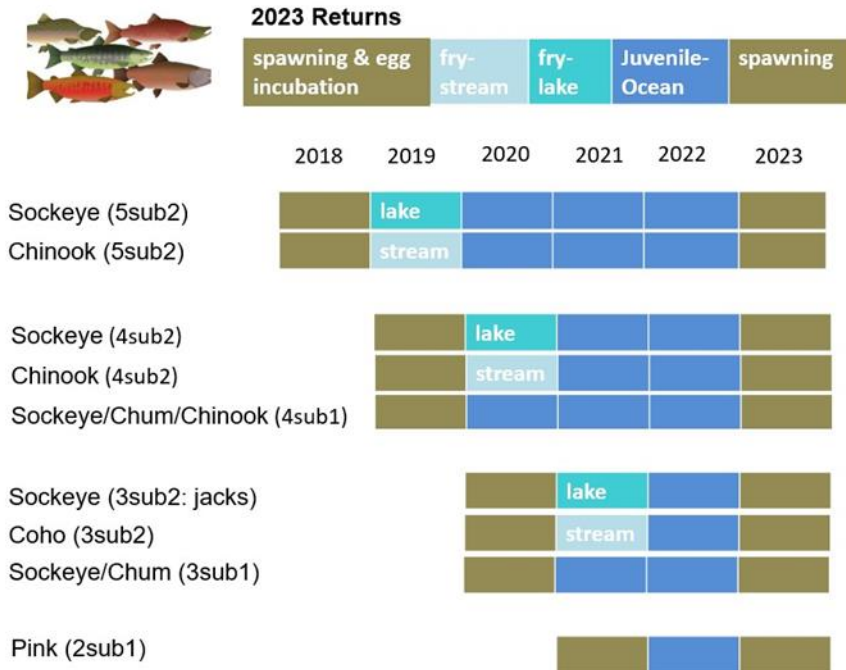 2023 Returns
spawning & egg incubation fry-stream fry-lake Juvenile-Ocean spawning
2018 2019 2020 2021 2022 2023
Sockeye (5sub2) lake
Chinook (5sub2) stream
Sockeye (4sub2) lake
Chinook (4sub2) stream
Sockeye/Chum/Chinook (4sub1)
Sockeye (3sub2: jacks) lake
Coho (3sub2) stream
Sockeye/Chum (3sub1)
Pink (2sub1)